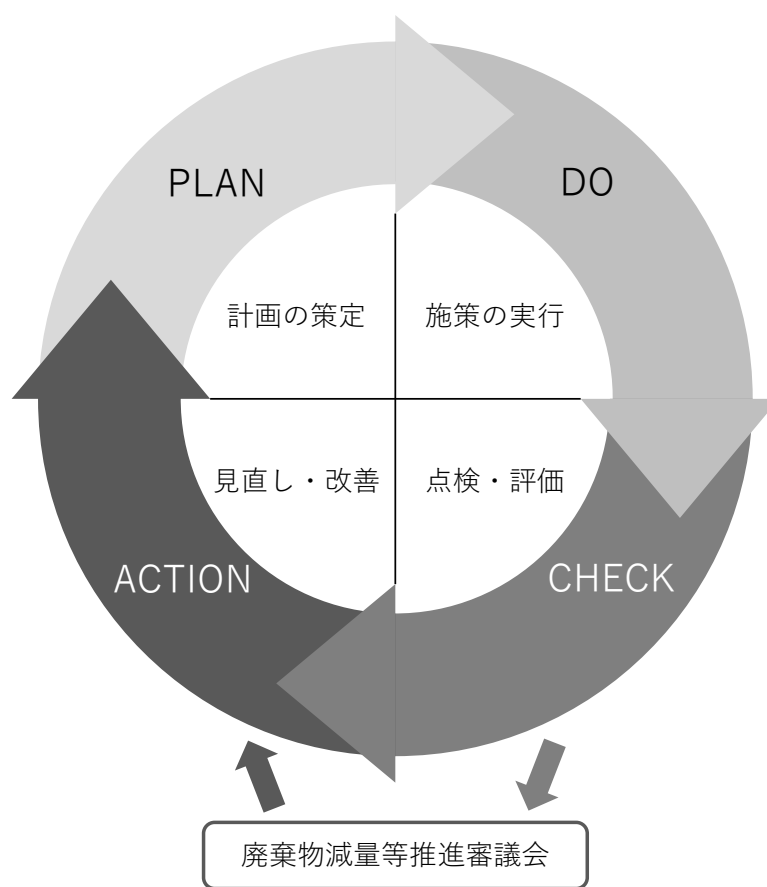 PLAN
DO
計画の策定
施策の実行
見直し・改善
点検・評価
ACTION
CHECK
廃棄物減量等推進審議会